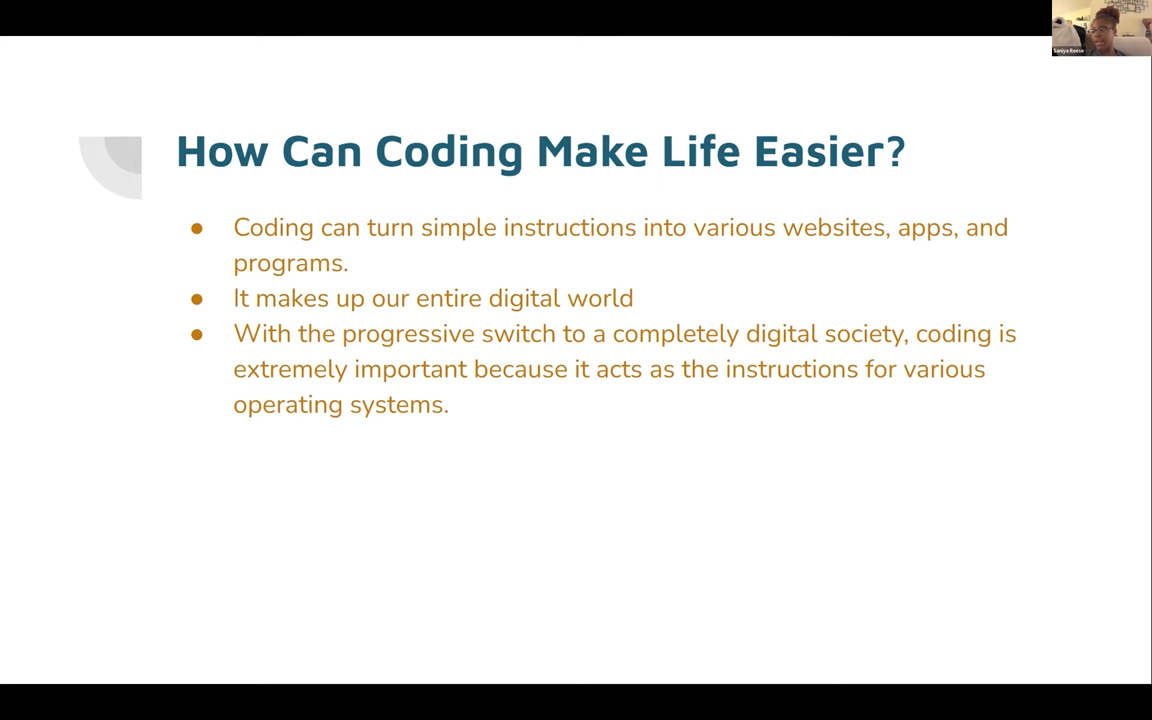 Saniya Reese
How Can Coding Make Life Easier?
● Coding can turn simple instructions into various websites, apps, and
programs.
● It makes up our entire digital world
● With the progressive switch to a completely digital society, coding is
extremely important because it acts as the instructions for various
operating systems.